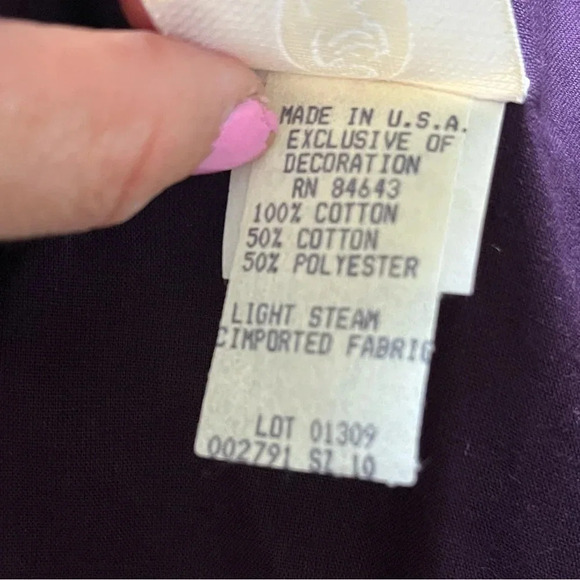 MADE IN U.S.A.
EXCLUSIVE OF
DECORATION
RN 84643
100% COTTON
50% COTTON
50% POLYESTER
LIGHT STEAM
CIMPORTED FABRIC
LOT 01309
002791 SZ 10